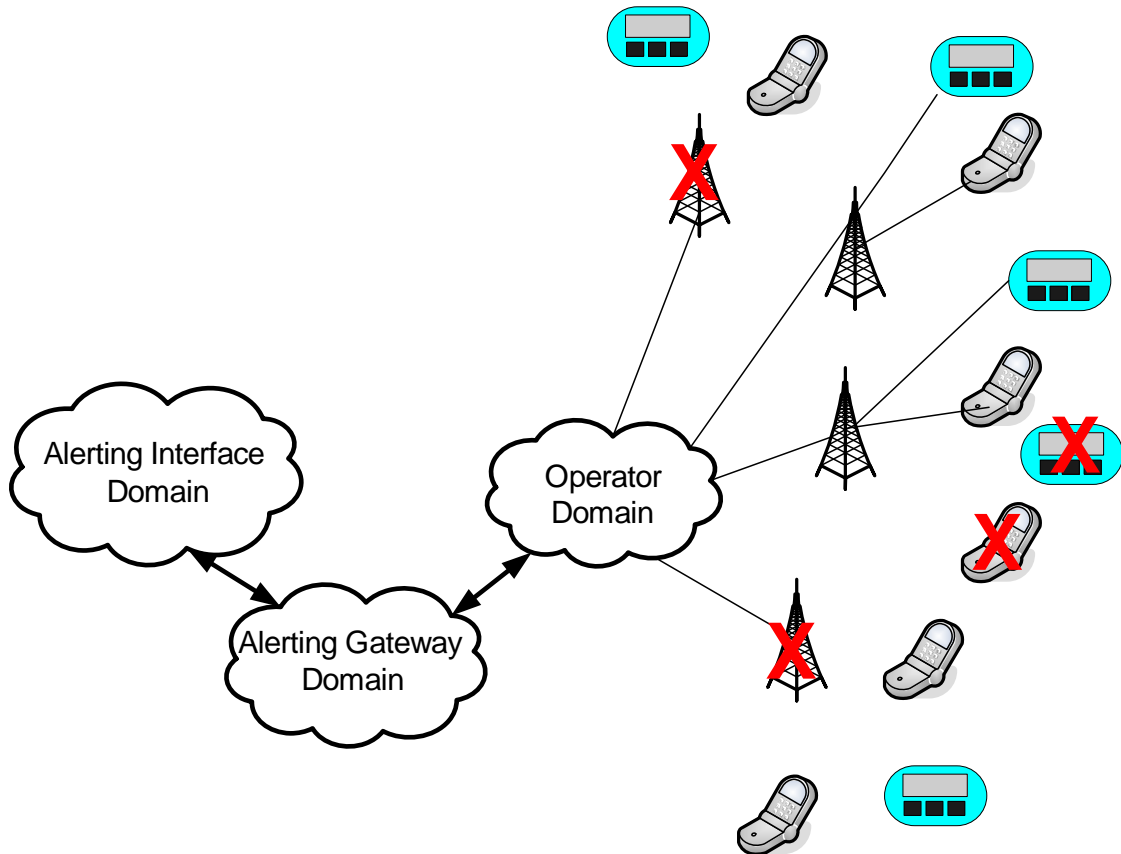 Alerting Interface
Domain
Operator
Domain
Alerting Gateway
Domain
X
X
X
X